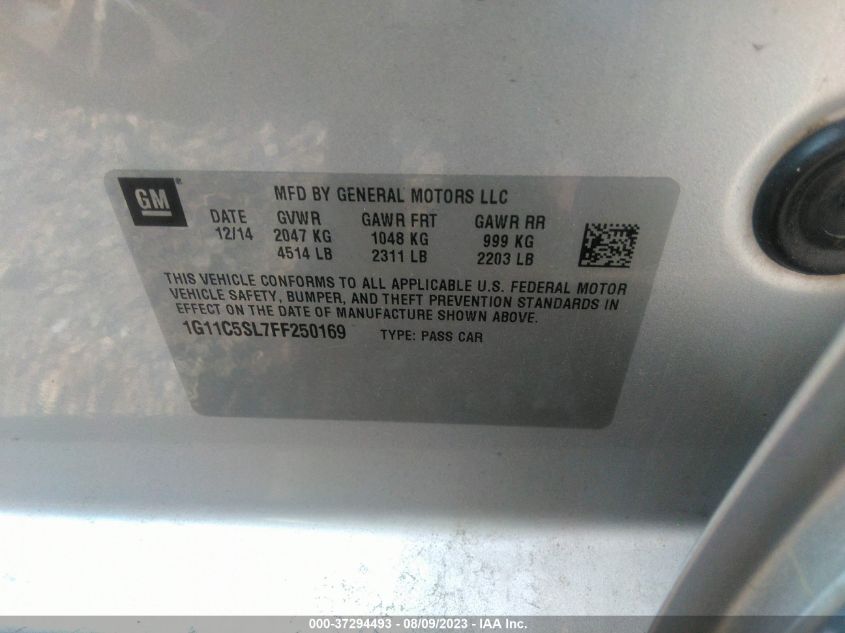 GM®
MFD BY GENERAL MOTORS LLC
DATE GVWR GAWR FRT GAWR RR
12/14 2047 KG 1048 KG 999 KG
4514 LB 2311 LB 2203 LB
THIS VEHICLE CONFORMS TO ALL APPLICABLE U.S. FEDERAL MOTOR
VEHICLE SAFETY, BUMPER, AND THEFT PREVENTION STANDARDS IN
EFFECT ON THE DATE OF MANUFACTURE SHOWN ABOVE.
1G11C5SL7FF250169 TYPE: PASS CAR
000-37294493 - 08/09/2023 - IAA Inc.